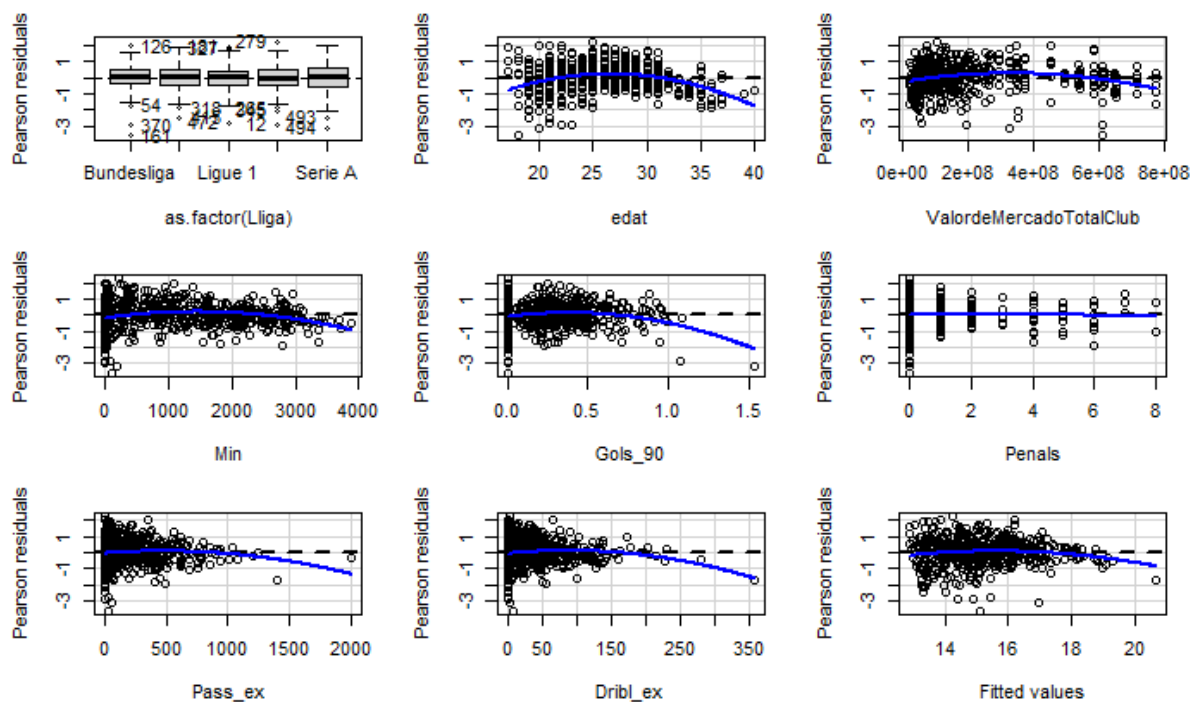 Pearson residuals
1
-1
-3
126
279
54
370
161
472
12
493
494
Bundesliga Ligue 1 Serie A
as.factor(Lliga)
Pearson residuals
1
-1
-3
20 25 30 35 40
edat
Pearson residuals
1
-1
-3
0e+00 2e+08 4e+08 6e+08 8e+08
ValordeMercadoTotalClub
Pearson residuals
1
-1
-3
0 1000 2000 3000 4000
Min
Pearson residuals
1
-1
-3
0.0 0.5 1.0 1.5
Gols_90
Pearson residuals
1
-1
-3
0 2 4 6 8
Penals
Pearson residuals
1
-1
-3
0 500 1000 1500 2000
Pass_ex
Pearson residuals
1
-1
-3
0 50 150 250 350
Dribl_ex
Pearson residuals
1
-1
-3
14 16 18 20
Fitted values